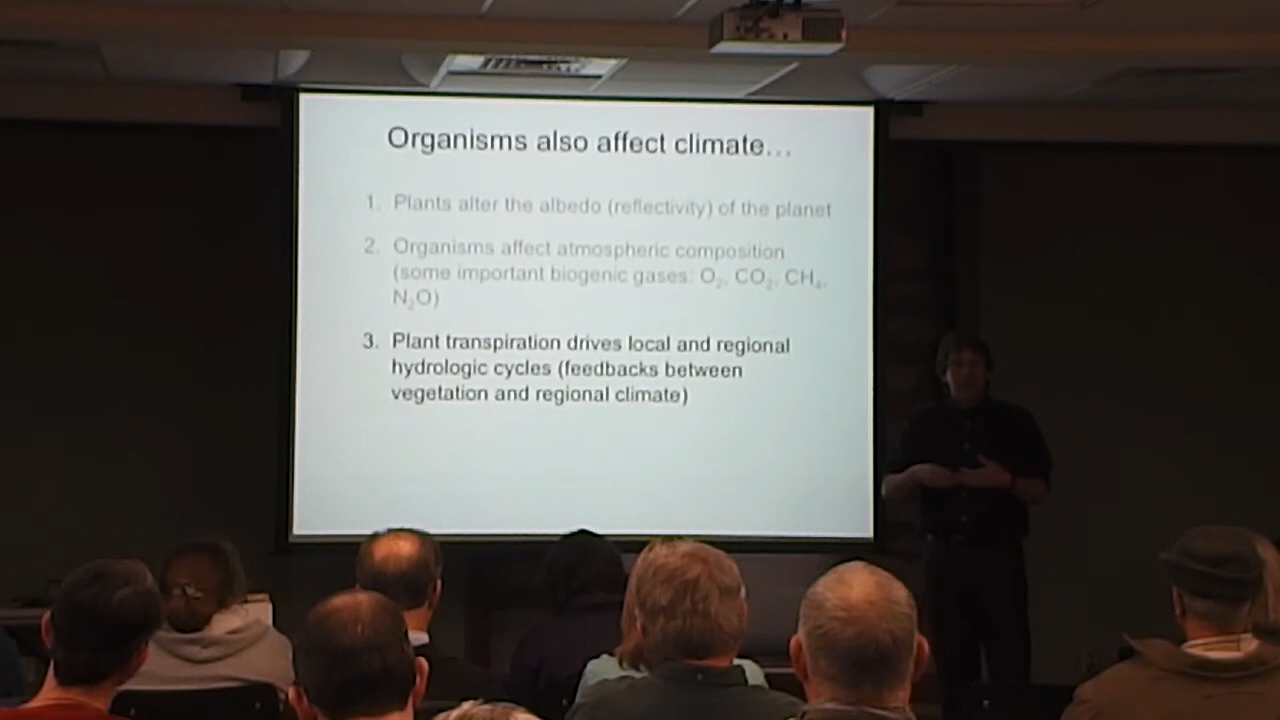 Organisms also affect climate…
1. Plants alter the albedo (reflectivity) of the planet
2. Organisms affect atmospheric composition
(some important biogenic gases: O₂, CO₂, CH₄,
N₂O)
3. Plant transpiration drives local and regional
hydrologic cycles (feedbacks between
vegetation and regional climate)